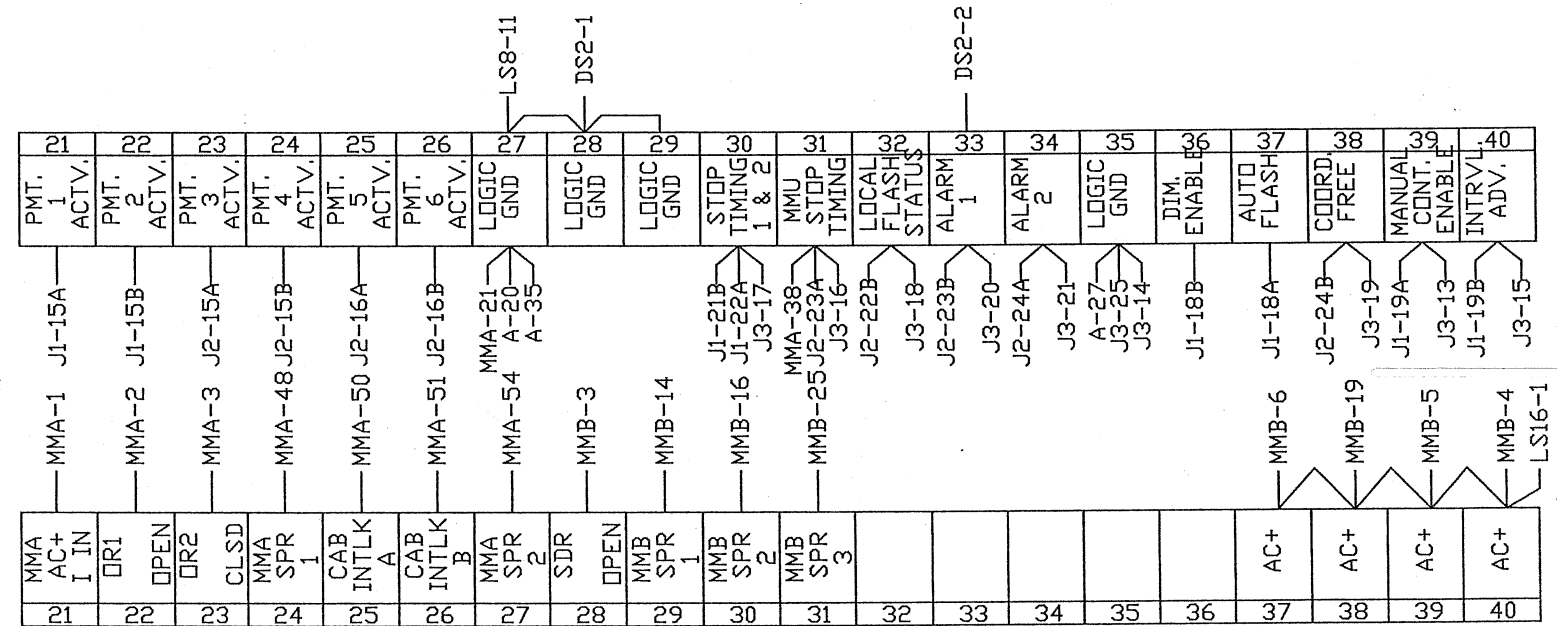 LS8-11
DS2-1
DS2-2
21
22
23
24
25
26
27
28
29
30
31
32
33
34
35
36
37
38
39
40
PMT.
1
ACTV.
PMT.
2
ACTV.
PMT.
3
ACTV.
PMT.
4
ACTV.
PMT.
5
ACTV.
PMT.
6
ACTV.
LOGIC
GND
LOGIC
GND
LOGIC
GND
STOP
TIMING
1 & 2
MMU
STOP
TIMING
LOCAL
FLASH
STATUS
ALARM
1
ALARM
2
LOGIC
GND
DIM.
ENABLE
AUTO
FLASH
COORD.
FREE
MANUAL
CONT.
ENABLE
INTRVL.
ADV.
J1-15A
J1-15B
J2-15A
J2-15B
J2-16A
J2-16B
MMA-21
A-20
A-35
J1-21B
J1-22A
J3-17
MMA-38
J2-23A
J3-16
J2-22B
J3-18
J2-23B
J3-20
J2-24A
J3-21
A-27
J3-25
J3-14
J1-18B
J1-18A
J2-24B
J3-19
J1-19A
J3-13
J1-19B
J3-15
MMA-1
MMA-2
MMA-3
MMA-48
MMA-50
MMA-51
MMA-54
MMB-3
MMB-14
MMB-16
MMB-25
MMB-6
MMB-19
MMB-5
MMB-4
LS16-1
MMA
AC+
I IN
OR1
OPEN
OR2
CLSD
MMA
SPR
1
CAB
INTLK
A
CAB
INTLK
B
MMA
SPR
2
SDR
OPEN
MMB
SPR
1
MMB
SPR
2
MMB
SPR
3
AC+
AC+
AC+
AC+
21
22
23
24
25
26
27
28
29
30
31
32
33
34
35
36
37
38
39
40